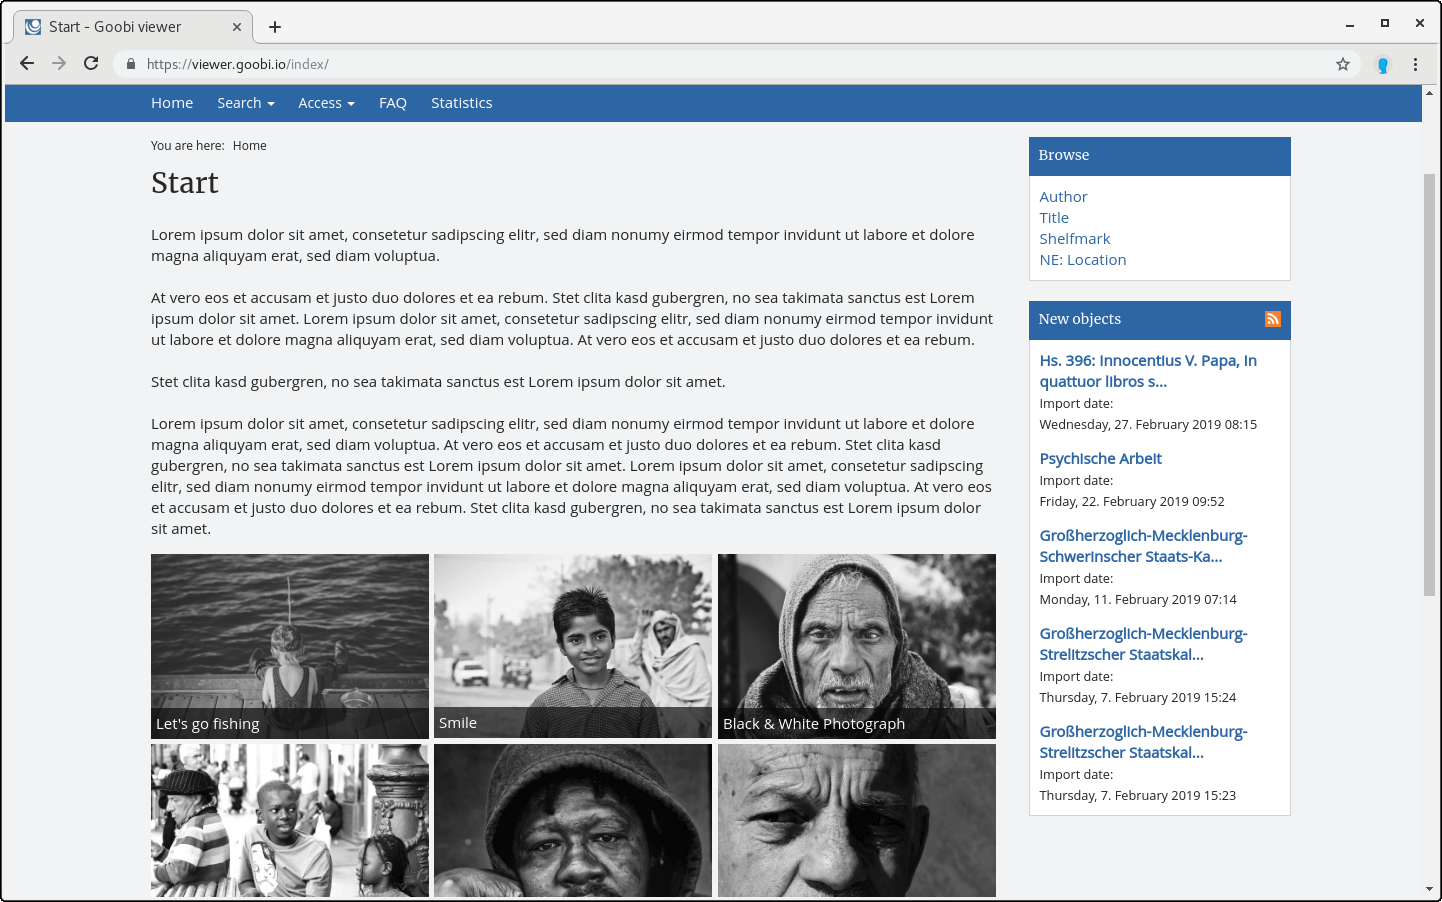 Start - Goobi viewer
https://viewer.goobi.io/index/
Home Search Access FAQ Statistics
You are here: Home
Start
Lorem ipsum dolor sit amet, consetetur sadipscing elitr, sed diam nonumy eirmod tempor invidunt ut labore et dolore
magna aliquyam erat, sed diam voluptua.
At vero eos et accusam et justo duo dolores et ea rebum. Stet clita kasd gubergren, no sea takimata sanctus est Lorem
ipsum dolor sit amet. Lorem ipsum dolor sit amet, consetetur sadipscing elitr, sed diam nonumy eirmod tempor invidunt
ut labore et dolore magna aliquyam erat, sed diam voluptua. At vero eos et accusam et justo duo dolores et ea rebum.
Stet clita kasd gubergren, no sea takimata sanctus est Lorem ipsum dolor sit amet.
Lorem ipsum dolor sit amet, consetetur sadipscing elitr, sed diam nonumy eirmod tempor invidunt ut labore et dolore
magna aliquyam erat, sed diam voluptua. At vero eos et accusam et justo duo dolores et ea rebum. Stet clita kasd
gubergren, no sea takimata sanctus est Lorem ipsum dolor sit amet. Lorem ipsum dolor sit amet, consetetur sadipscing
elitr, sed diam nonumy eirmod tempor invidunt ut labore et dolore magna aliquyam erat, sed diam voluptua. At vero eos
et accusam et justo duo dolores et ea rebum. Stet clita kasd gubergren, no sea takimata sanctus est Lorem ipsum dolor
sit amet.
Let's go fishing
Smile
Black & White Photograph
Browse
Author
Title
Shelfmark
NE: Location
New objects
Hs. 396: Innocentius V. Papa, In
quattuor libros s...
Import date:
Wednesday, 27. February 2019 08:15
Psychische Arbeit
Import date:
Friday, 22. February 2019 09:52
Großherzoglich-Mecklenburg-
Schwerinscher Staats-Ka...
Import date:
Monday, 11. February 2019 07:14
Großherzoglich-Mecklenburg-
Strelitzscher Staatskal...
Import date:
Thursday, 7. February 2019 15:24
Großherzoglich-Mecklenburg-
Strelitzscher Staatskal...
Import date:
Thursday, 7. February 2019 15:23